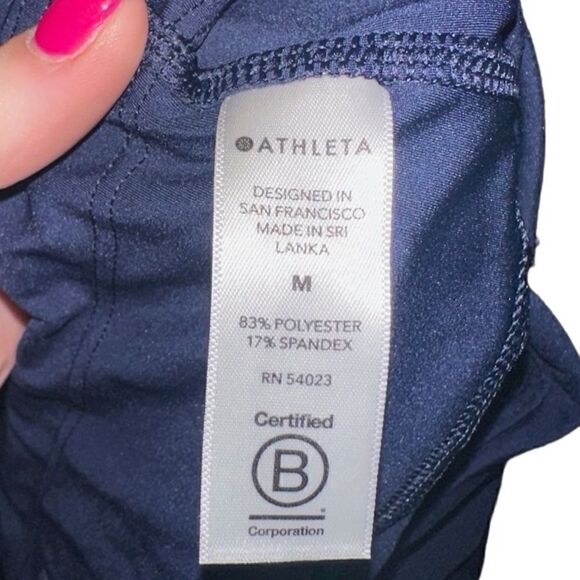 ATHLETA
DESIGNED IN
SAN FRANCISCO
MADE IN SRI
LANKA
M
83% POLYESTER
17% SPANDEX
RN 54023
Certified
B
Corporation